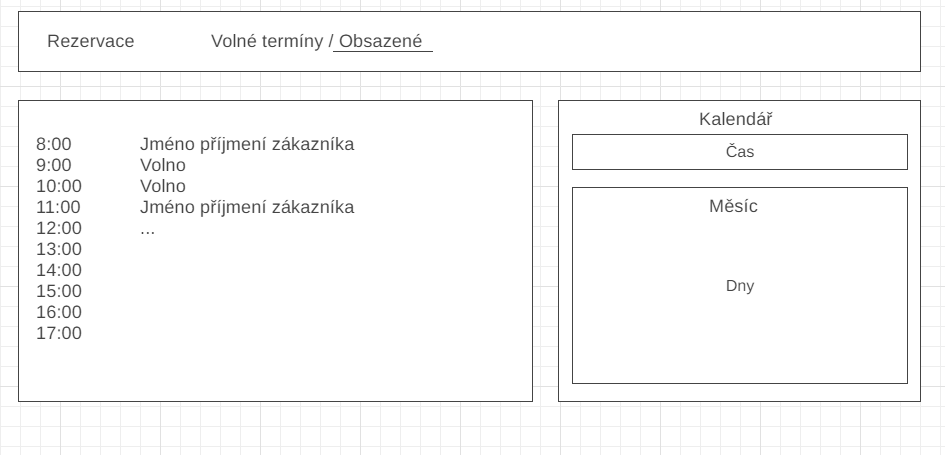 Rezervace Volné termíny / Obsazené
8:00 Jméno příjmení zákazníka
9:00 Volno
10:00 Volno
11:00 Jméno příjmení zákazníka
12:00 ...
13:00
14:00
15:00
16:00
17:00
Kalendář
Čas
Měsíc
Dny